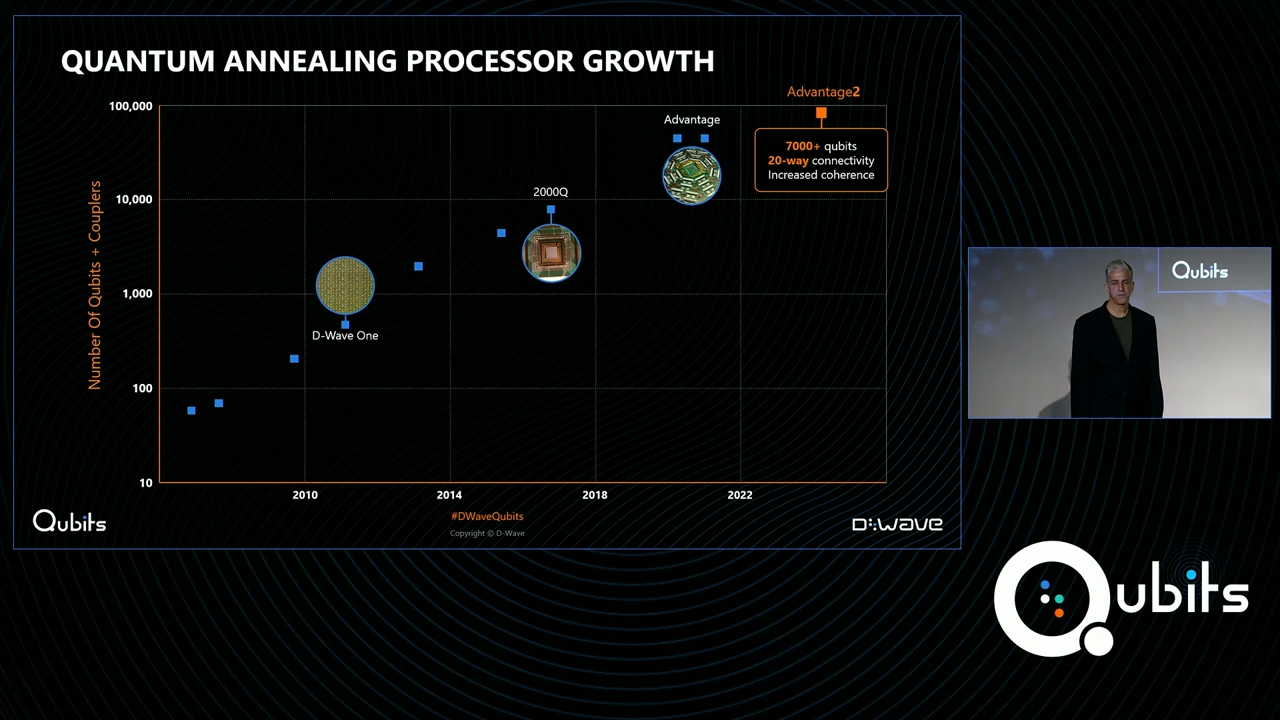 QUANTUM ANNEALING PROCESSOR GROWTH
Advantage2
100,000
Advantage
7000+ qubits
20-way connectivity
Increased coherence
10,000
2000Q
Number Of Qubits + Couplers
1,000
D-Wave One
100
10
2010
2014
2018
2022
Qubits
#DWaveQubits
Copyright © D-Wave
D:WAVE
Qubits
Qubits